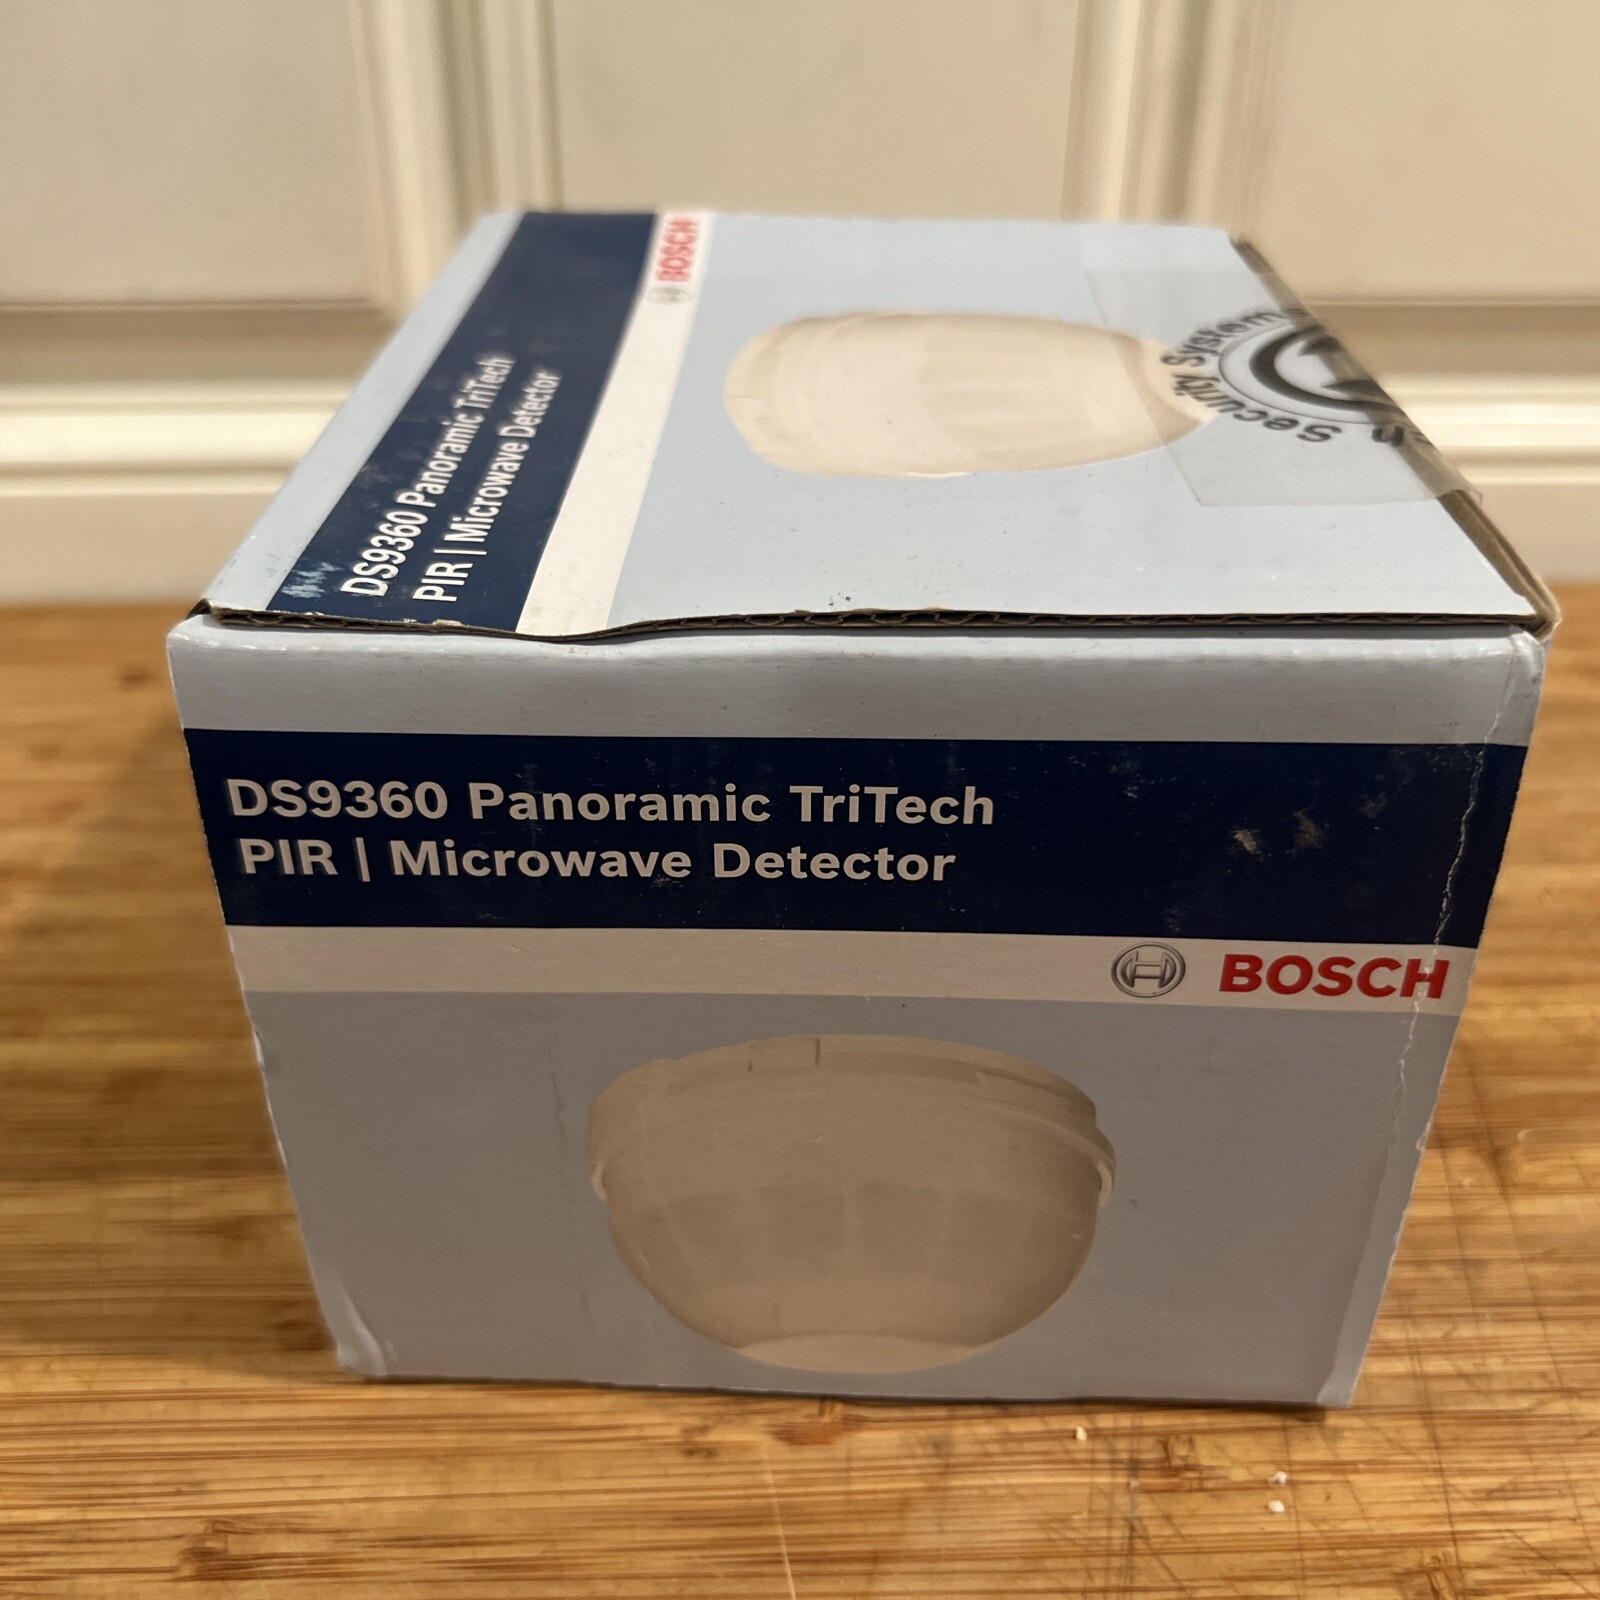 BOSCH
DS9360 Panoramic TriTech
PIR | Microwave Detector
Security System
DS9360 Panoramic TriTech
PIR | Microwave Detector
BOSCH